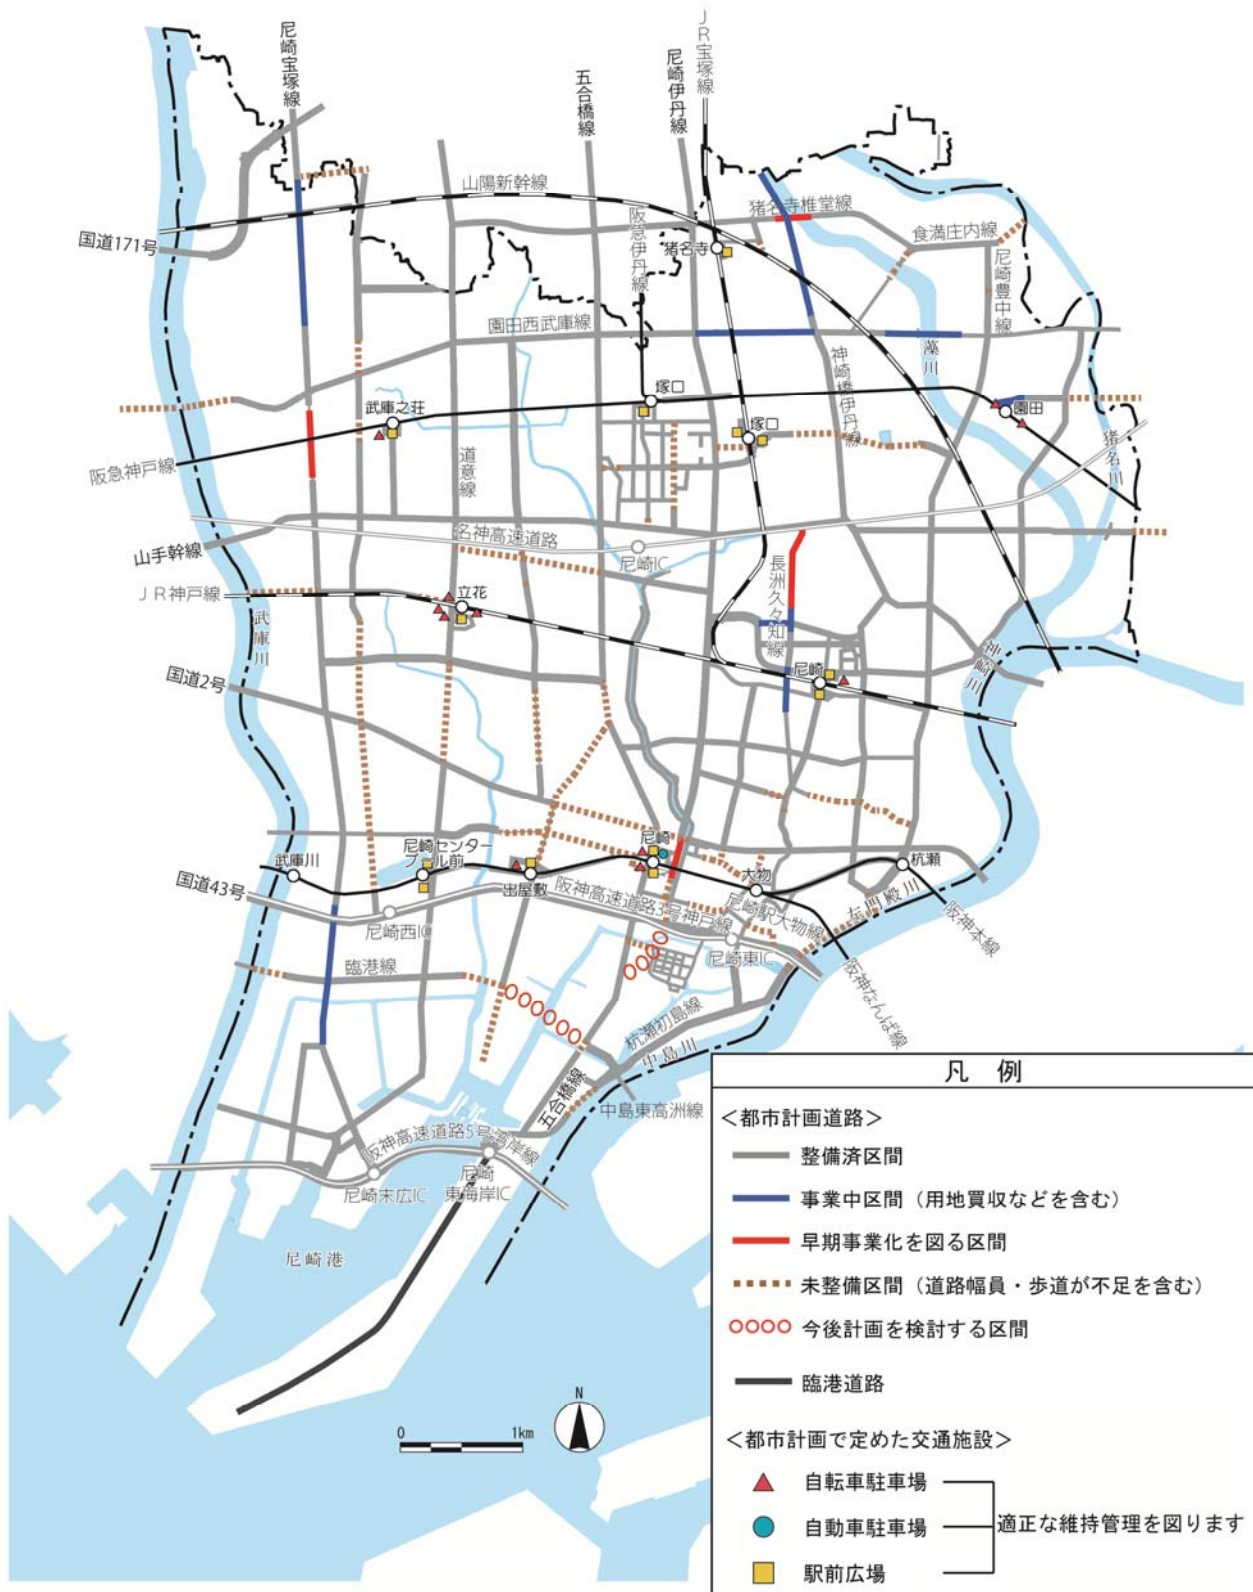 尼崎宝塚線
五合橋線
尼崎伊丹線
JR宝塚線
山陽新幹線
国道171号
阪急伊丹線
猪名寺椎堂線
猪名寺
食満庄内線
尼崎豊中線
園田西武庫線
藻川
神崎橋伊丹線
武庫之荘
塚口
塚口
園田
猪名川
阪急神戸線
道意線
山手幹線
名神高速道路
尼崎IC
JR神戸線
立花
長洲久々知線
武庫川
国道2号
尼崎
神崎川
武庫川
尼崎センター
プール前
出屋敷
尼崎
大物
杭瀬
国道43号
阪神高速道路3号神戸線
尼崎駅大物線
左門殿川
阪神本線
尼崎西IC
尼崎東IC
阪神なんば線
臨港線
杭瀬初島線
中島川
五合橋線
中島東高洲線
阪神高速道路5号湾岸線
尼崎末広IC
尼崎
東海岸IC
尼崎港
N
0 1km
凡 例
<都市計画道路>
整備済区間
事業中区間(用地買収などを含む)
早期事業化を図る区間
未整備区間(道路幅員・歩道が不足を含む)
今後計画を検討する区間
臨港道路
<都市計画で定めた交通施設>
自転車駐車場
自動車駐車場
適正な維持管理を図ります
駅前広場